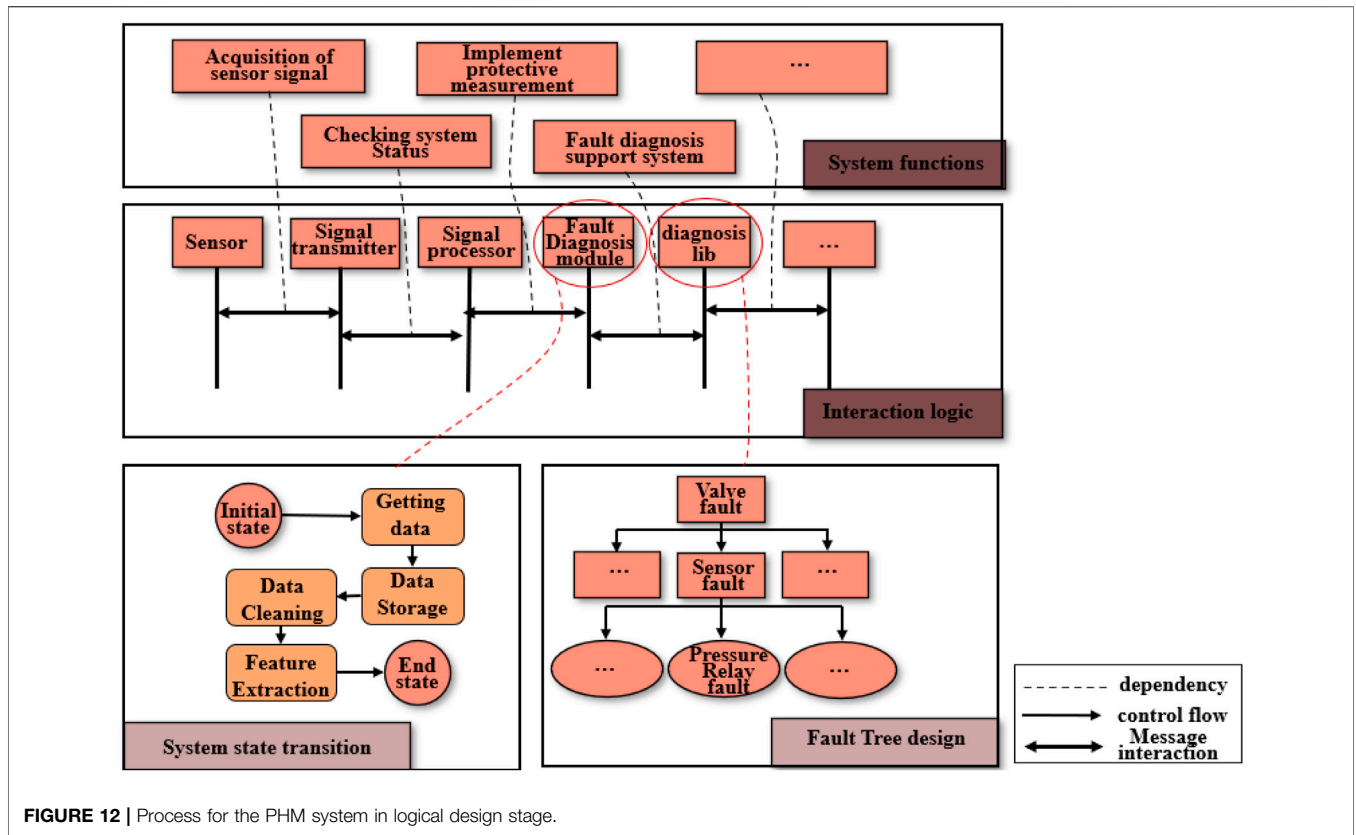 Acquisition of
sensor signal
Implement
protective
measurement
...
Checking system
Status
Fault diagnosis
support system
System functions
Sensor
Signal
transmitter
Signal
processor
Fault
Diagnosis
module
diagnosis
lib
...
Interaction logic
Initial
state
Getting
data
Data
Cleaning
Data
Storage
Feature
Extraction
End
state
System state transition
Valve
fault
...
Sensor
fault
...
...
Pressure
Relay
fault
...
Fault Tree design
dependency
control flow
Message
interaction
FIGURE 12 | Process for the PHM system in logical design stage.